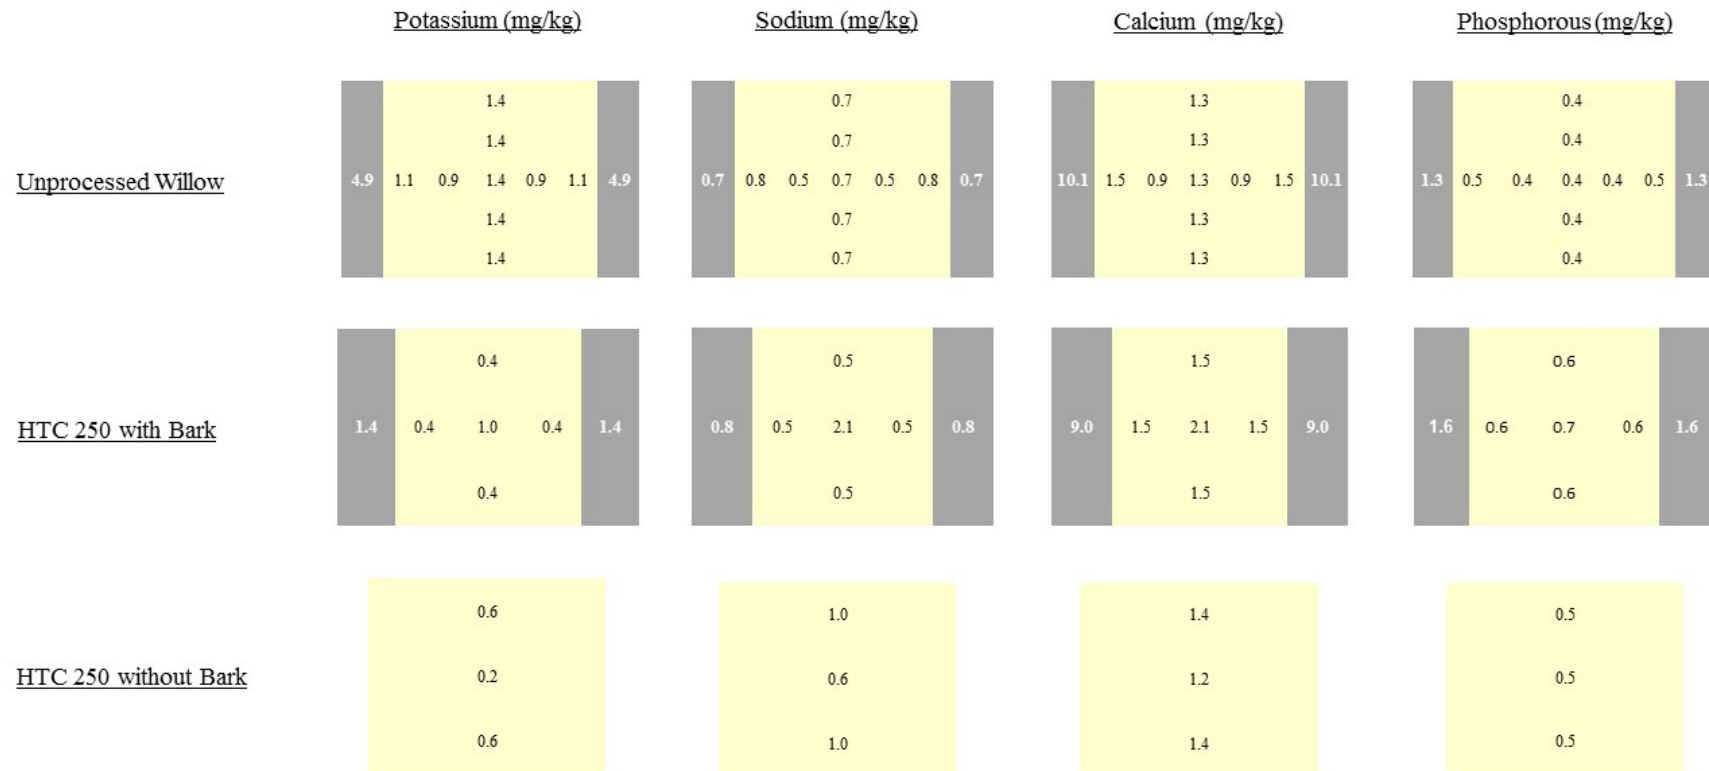 Potassium (mg/kg) Sodium (mg/kg) Calcium (mg/kg) Phosphorous (mg/kg)
1.4 0.7 1.3 0.4
1.4 0.7 1.3 0.4
Unprocessed Willow 4.9 1.1 0.9 1.4 0.9 1.1 4.9 0.7 0.8 0.5 0.7 0.5 0.8 0.7 10.1 1.5 0.9 1.3 0.9 1.5 10.1 1.3 0.5 0.4 0.4 0.4 0.5 1.3
1.4 0.7 1.3 0.4
1.4 0.7 1.3 0.4
0.4 0.5 1.5 0.6
HTC 250 with Bark 1.4 0.4 1.0 0.4 1.4 0.8 0.5 2.1 0.5 0.8 9.0 1.5 2.1 1.5 9.0 1.6 0.6 0.7 0.6 1.6
0.4 0.5 1.5 0.6
0.6 1.0 1.4 0.5
HTC 250 without Bark 0.2 0.6 1.2 0.5
0.6 1.0 1.4 0.5